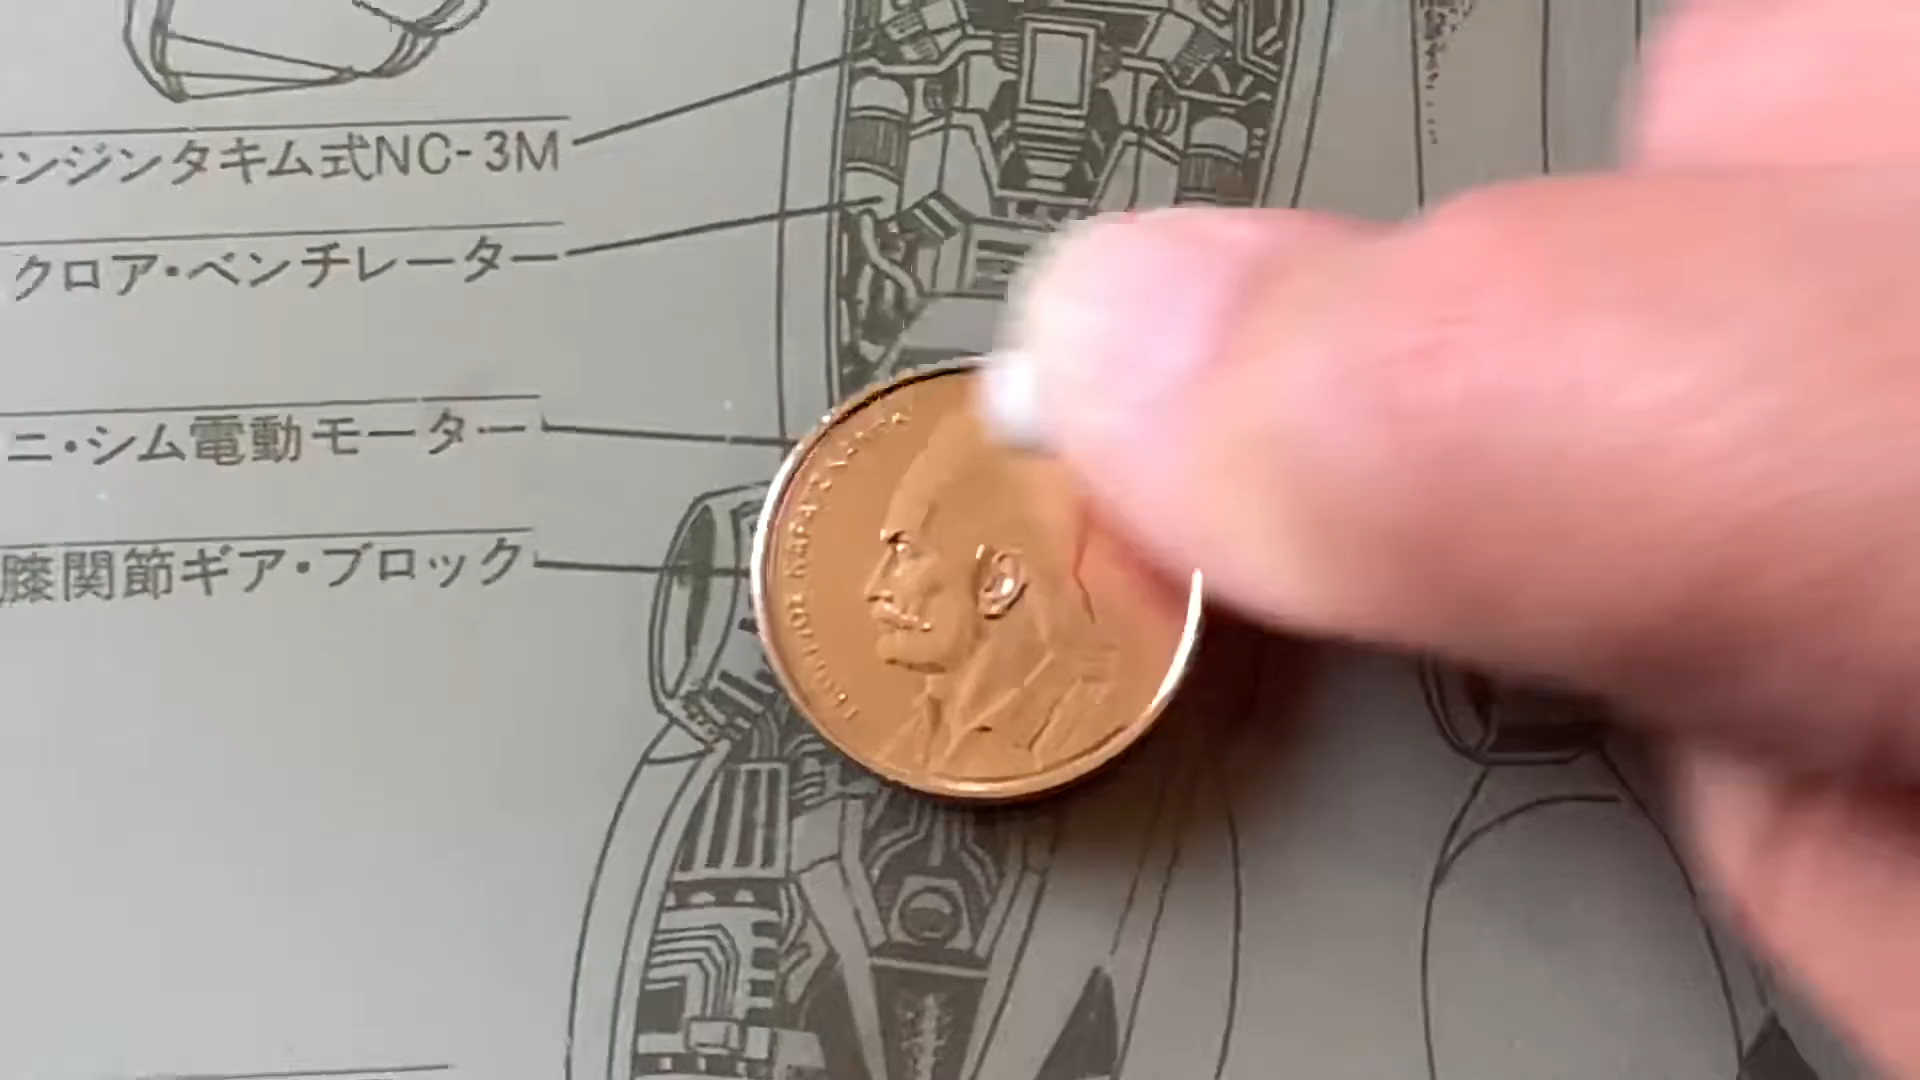 ンジンタキム式NC-3M
クロア・ベンチレーター
ニ・シム電動モーター
膝関節ギア・ブロック